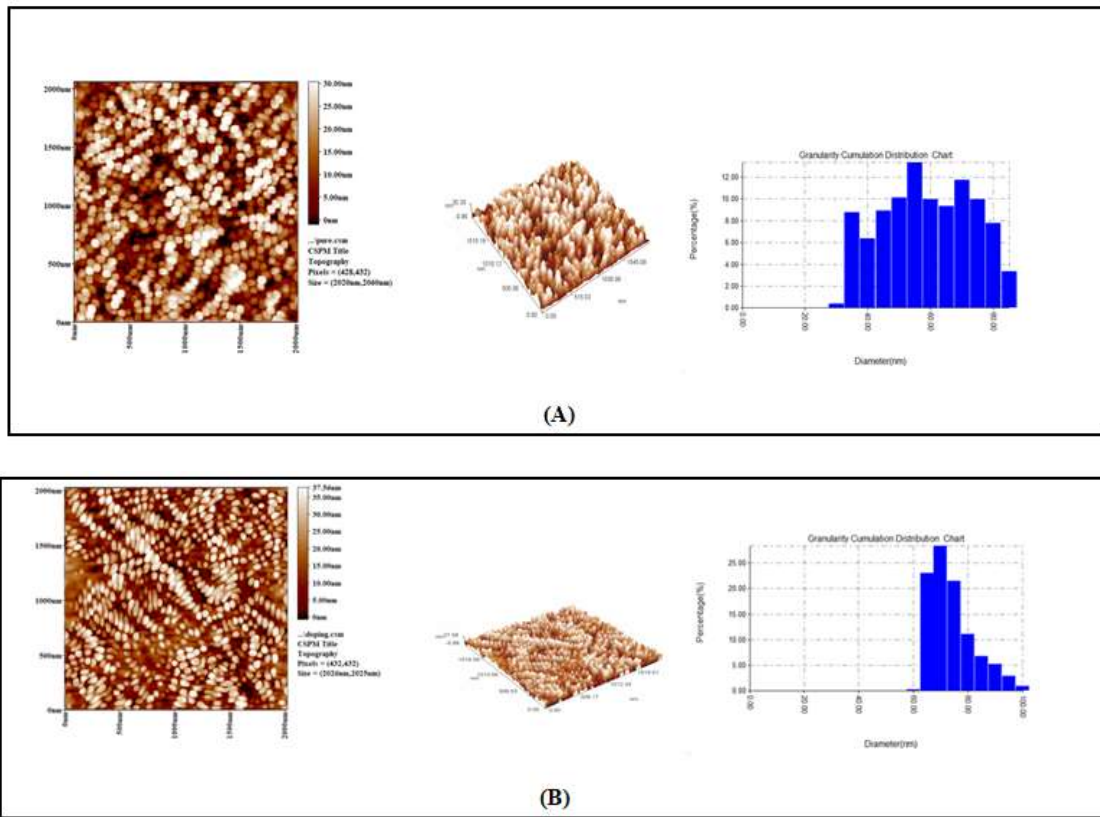 2000nm
1500nm
1000nm
500nm
0nm
0nm
500nm
1000nm
1500nm
2000nm
30.00nm
25.00nm
20.00nm
15.00nm
10.00nm
5.00nm
0nm
...\pure.csm
CSPM Title
Topography
Pixels = (428,432)
Size = (2020nm,2060nm)
Granularity Cumulation Distribution Chart
Percentage(%)
12.00
10.00
8.00
6.00
4.00
2.00
0.00
0.00
20.00
40.00
60.00
80.00
Diameter(nm)
(A)
2000nm
1500nm
1000nm
500nm
0nm
0nm
500nm
1000nm
1500nm
2000nm
37.56nm
35.00nm
30.00nm
25.00nm
20.00nm
15.00nm
10.00nm
5.00nm
0nm
...\doping.csm
CSPM Title
Topography
Pixels = (432,432)
Size = (2026nm,2025nm)
Granularity Cumulation Distribution Chart
Percentage(%)
25.00
20.00
15.00
10.00
5.00
0.00
0.00
20.00
40.00
60.00
80.00
100.00
Diameter(nm)
(B)